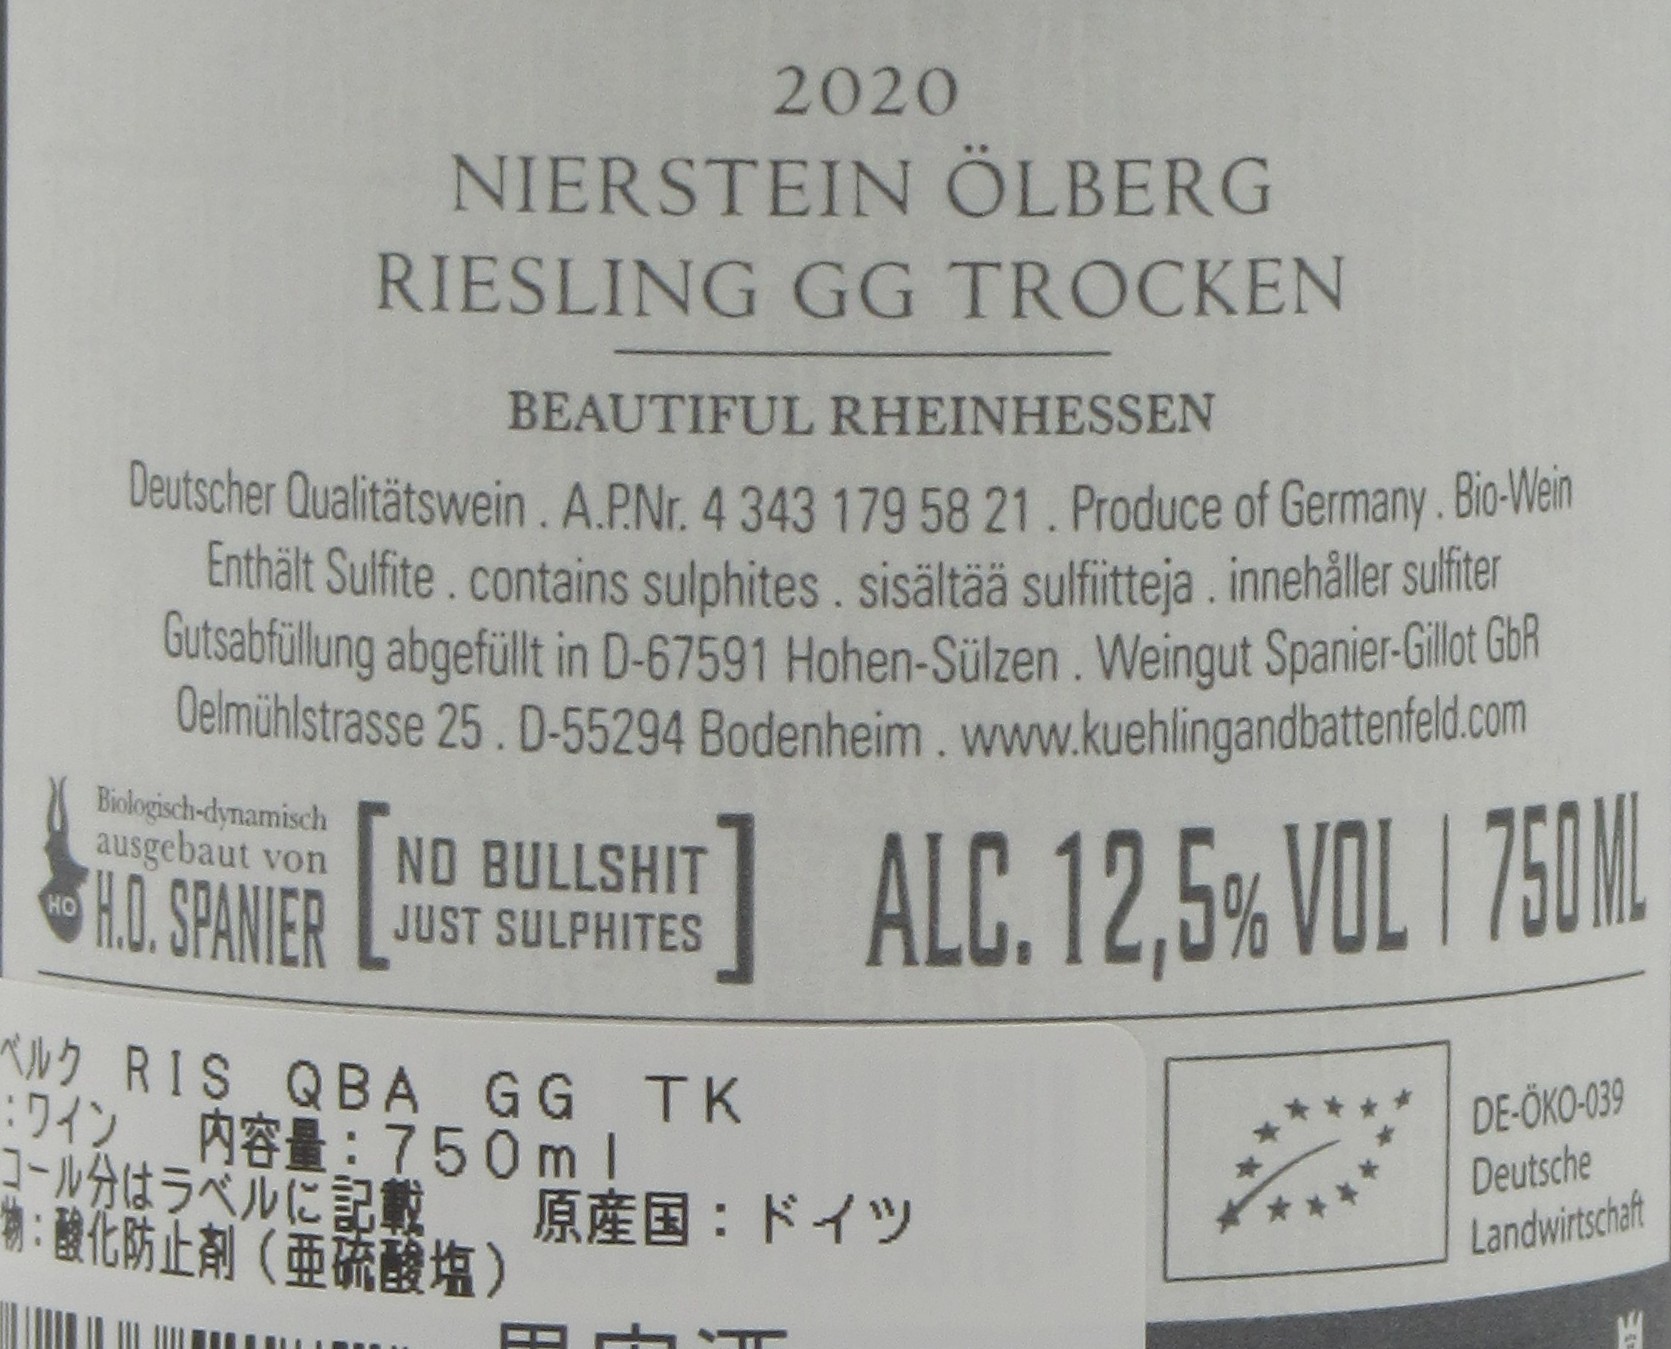 2020
NIERSTEIN ÖLBERG
RIESLING GG TROCKEN
BEAUTIFUL RHEINHESSEN
Deutscher Qualitätswein . A.P.Nr. 4 343 179 58 21 . Produce of Germany . Bio-Wein
Enthält Sulfite . contains sulphites . sisältää sulfiitteja . innehåller sulfiter
Gutsabfüllung abgefüllt in D-67591 Hohen-Sülzen . Weingut Spanier-Gillot GbR
Oelmühlstrasse 25 . D-55294 Bodenheim . www.kuehlingandbattenfeld.com
Biologisch-dynamisch
ausgebaut von
HO
H.O. SPANIER
[NO BULLSHIT
JUST SULPHITES]
ALC. 12,5% VOL | 750 ML
ベルク RIS QBA GG TK
:ワイン 内容量:750ml
コール分はラベルに記載 原産国:ドイツ
物:酸化防止剤(亜硫酸塩)
DE-ÖKO-039
Deutsche
Landwirtschaft